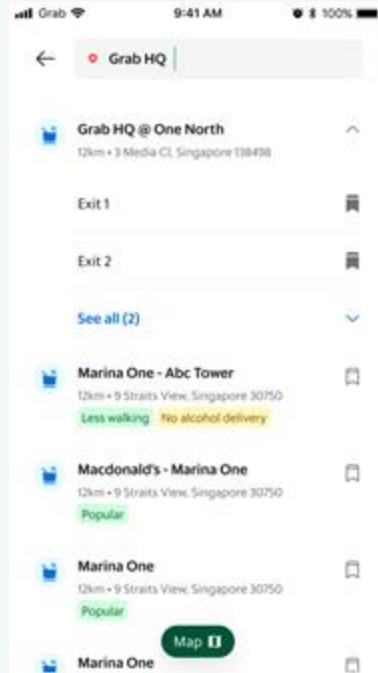 Grab 9:41 AM 100%
Grab HQ
Grab HQ @ One North
12km • 3 Media Cl, Singapore 138498
Exit 1
Exit 2
See all (2)
Marina One - Abc Tower
12km • 9 Straits View, Singapore 30750
Less walking No alcohol delivery
Macdonald's - Marina One
12km • 9 Straits View, Singapore 30750
Popular
Marina One
12km • 9 Straits View, Singapore 30750
Popular
Map
Marina One